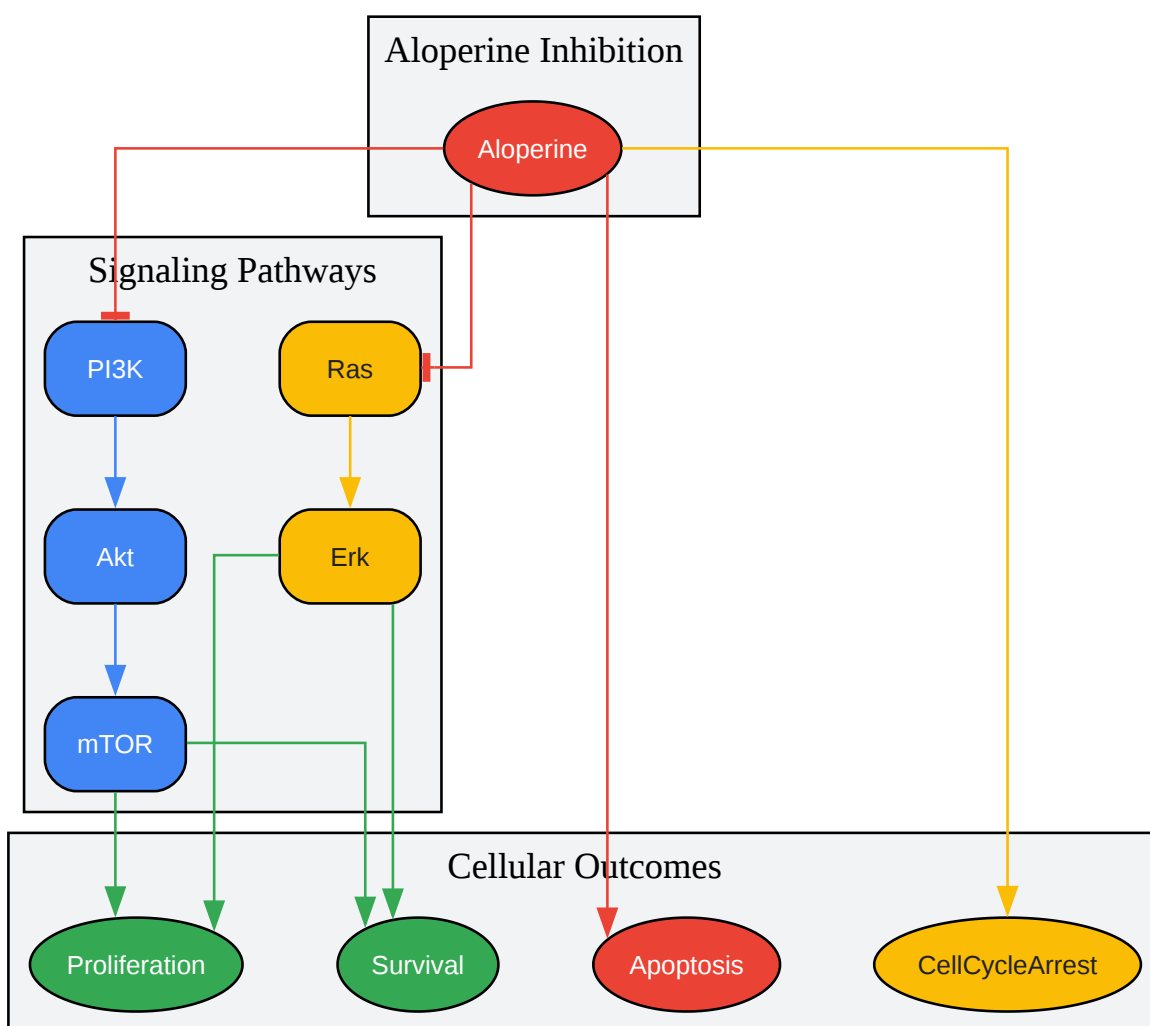 Aloperine Inhibition
Aloperine
Signaling Pathways
PI3K
Ras
Akt
Erk
mTOR
Cellular Outcomes
Proliferation
Survival
Apoptosis
CellCycleArrest